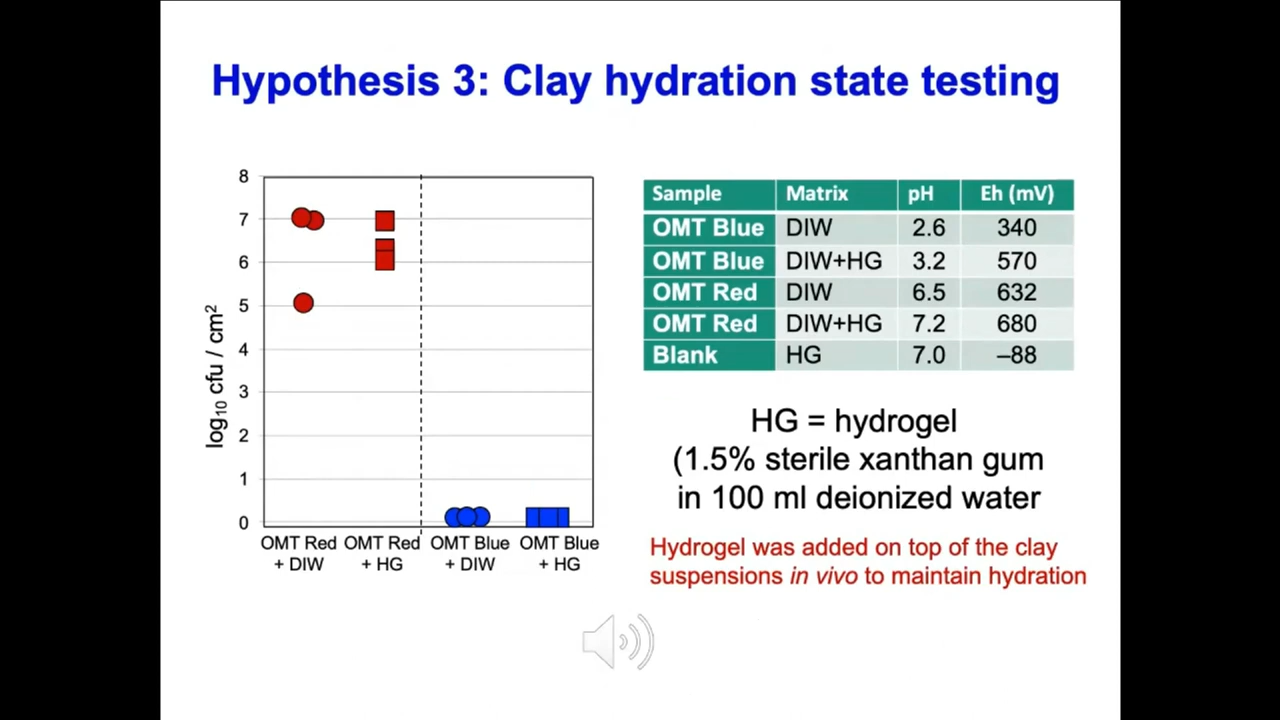 Hypothesis 3: Clay hydration state testing
8
7
6
5
4
3
2
1
0
log10 cfu / cm2
OMT Red + DIW
OMT Red + HG
OMT Blue + DIW
OMT Blue + HG
Sample Matrix pH Eh (mV)
OMT Blue DIW 2.6 340
OMT Blue DIW+HG 3.2 570
OMT Red DIW 6.5 632
OMT Red DIW+HG 7.2 680
Blank HG 7.0 –88
HG = hydrogel
(1.5% sterile xanthan gum
in 100 ml deionized water
Hydrogel was added on top of the clay
suspensions in vivo to maintain hydration